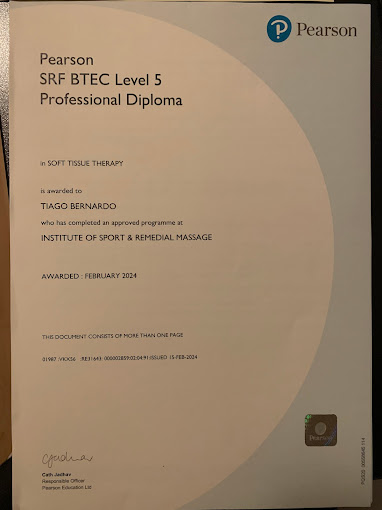 Pearson
Pearson
SRF BTEC Level 5
Professional Diploma
in SOFT TISSUE THERAPY
is awarded to
TIAGO BERNARDO
who has completed an approved programme at
INSTITUTE OF SPORT & REMEDIAL MASSAGE
AWARDED : FEBRUARY 2024
THIS DOCUMENT CONSISTS OF MORE THAN ONE PAGE
ISSUED 15-FEB-2024
Pearson
Cath Jadhav
Responsible Officer
Pearson Education Ltd